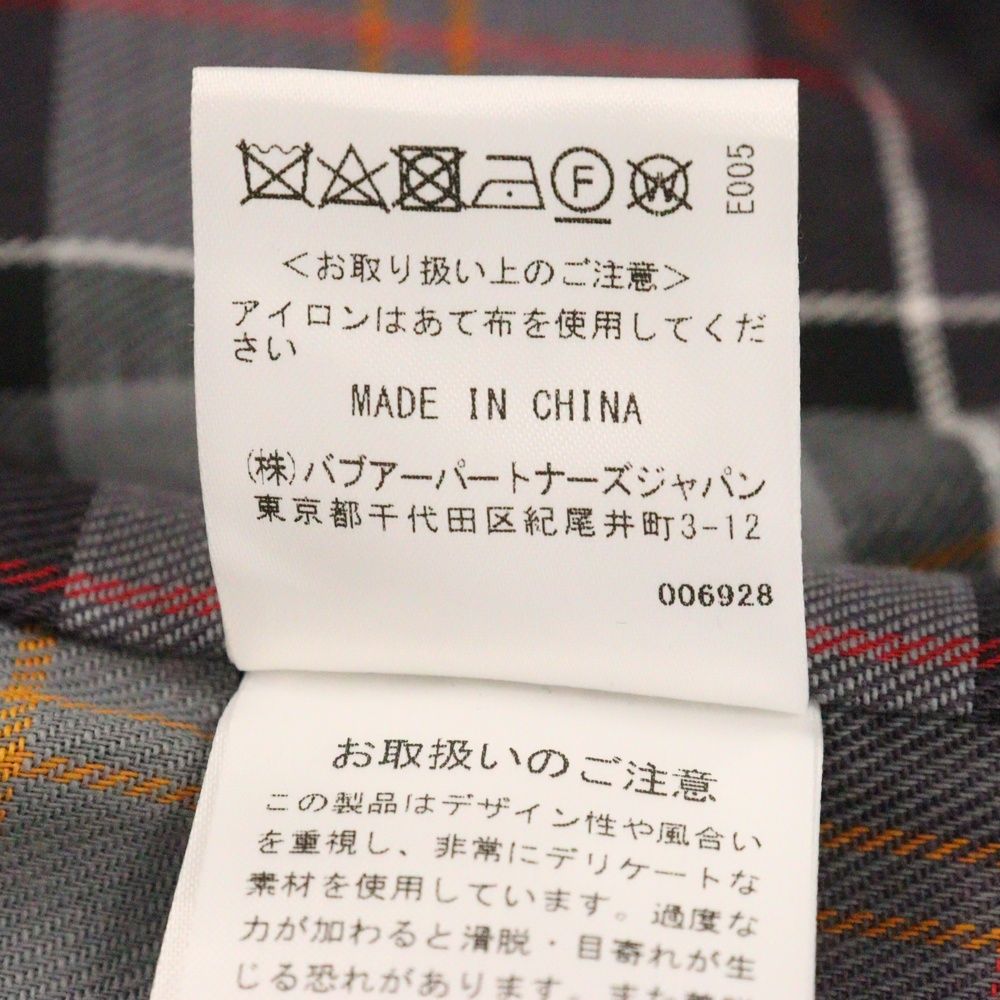 E005
F
W
<お取り扱い上のご注意>
アイロンはあて布を使用してくだ
さい
MADE IN CHINA
(株)バブアーパートナーズジャパン
東京都千代田区紀尾井町3-12
006928
お取扱いのご注意
この製品はデザイン性や風合い
を重視し、非常にデリケートな
素材を使用しています。過度な
力が加わると滑脱・目寄れが生
じる恐れがあります。また着